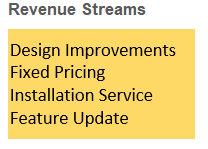 Revenue Streams
Design Improvements
Fixed Pricing
Installation Service
Feature Update